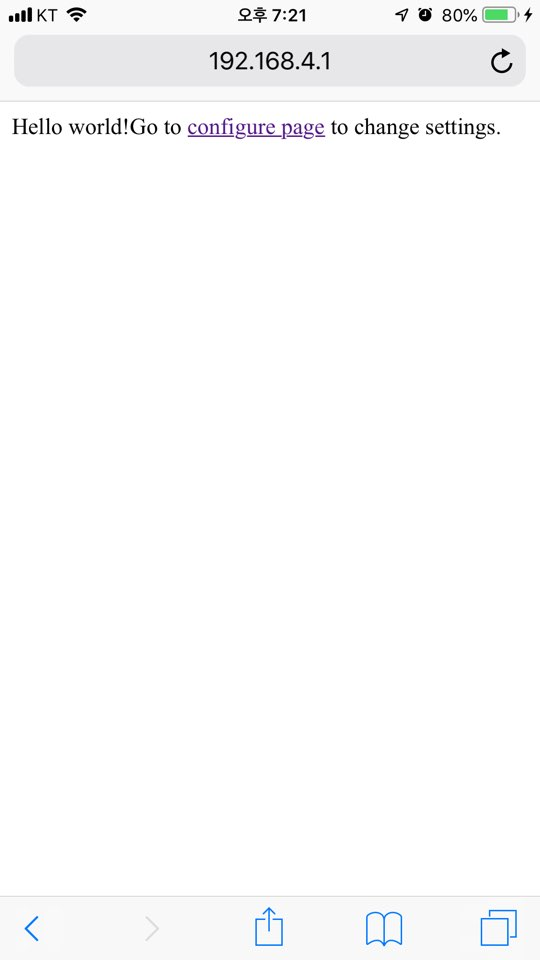 KT 오후 7:21 80%
192.168.4.1
Hello world!Go to configure page to change settings.